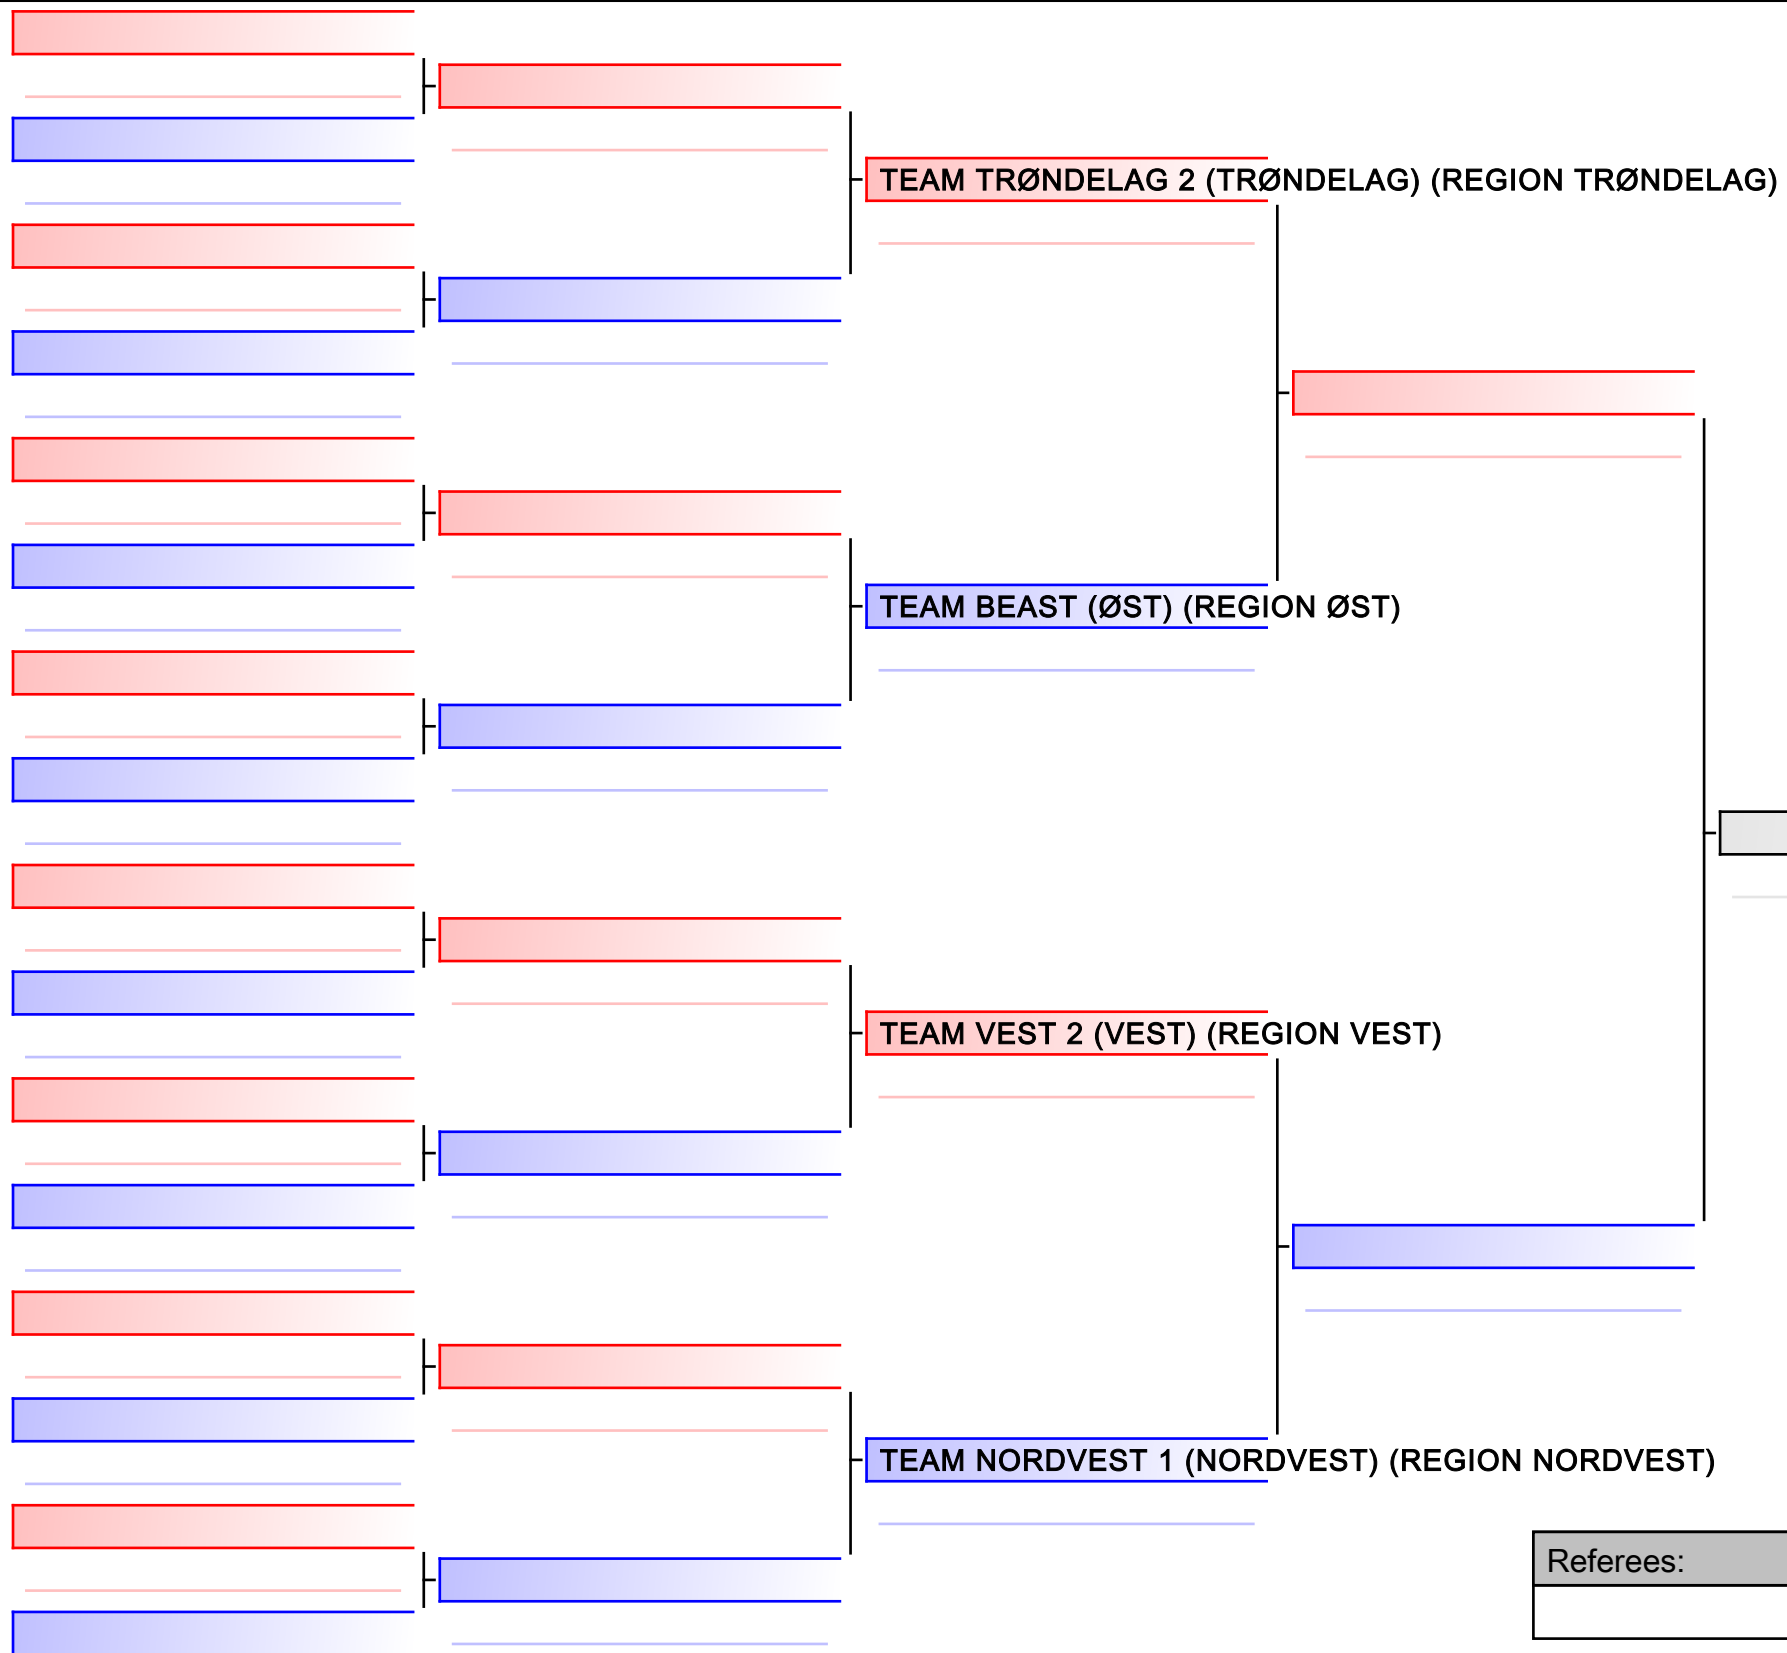 TEAM TRØNDELAG 2 (TRØNDELAG) (REGION TRØNDELAG)
TEAM BEAST (ØST) (REGION ØST)
TEAM VEST 2 (VEST) (REGION VEST)
TEAM NORDVEST 1 (NORDVEST) (REGION NORDVEST)
Referees: